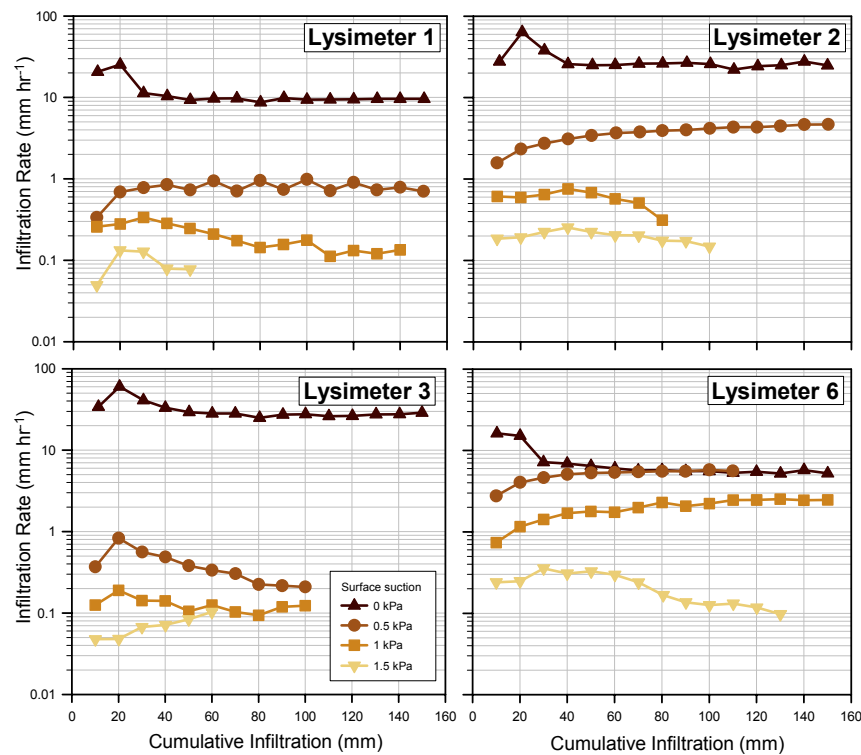 Lysimeter 1
Lysimeter 2
100
10
1
0.1
0.01
Infiltration Rate (mm hr⁻¹)
Lysimeter 3
Lysimeter 6
100
10
1
0.1
0.01
Infiltration Rate (mm hr⁻¹)
Surface suction
0 kPa
0.5 kPa
1 kPa
1.5 kPa
0 20 40 60 80 100 120 140 160
0 20 40 60 80 100 120 140 160
Cumulative Infiltration (mm)
Cumulative Infiltration (mm)